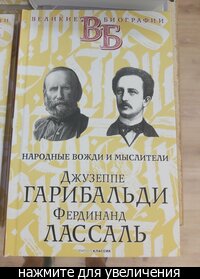 ВЕЛИКИЕ БИОГРАФИИ
ВБ
НАРОДНЫЕ ВОЖДИ И МЫСЛИТЕЛИ
ДЖУЗЕППЕ
ГАРИБАЛЬДИ
ФЕРДИНАНД
ЛАССАЛЬ
нажмите для увеличения